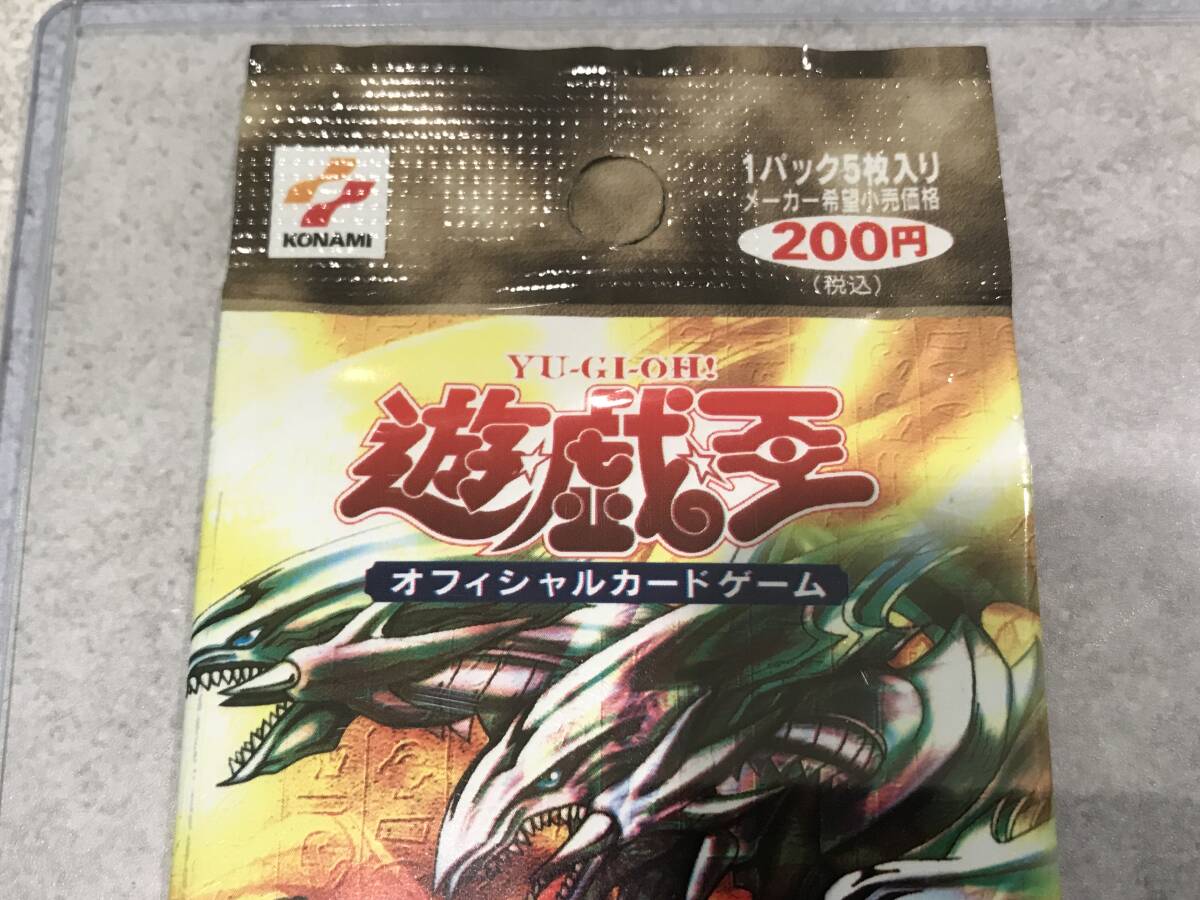 KONAMI
1パック5枚入り
メーカー希望小売価格
200円
(税込)
YU-GI-OH!
遊☆戯☆王
オフィシャルカードゲーム